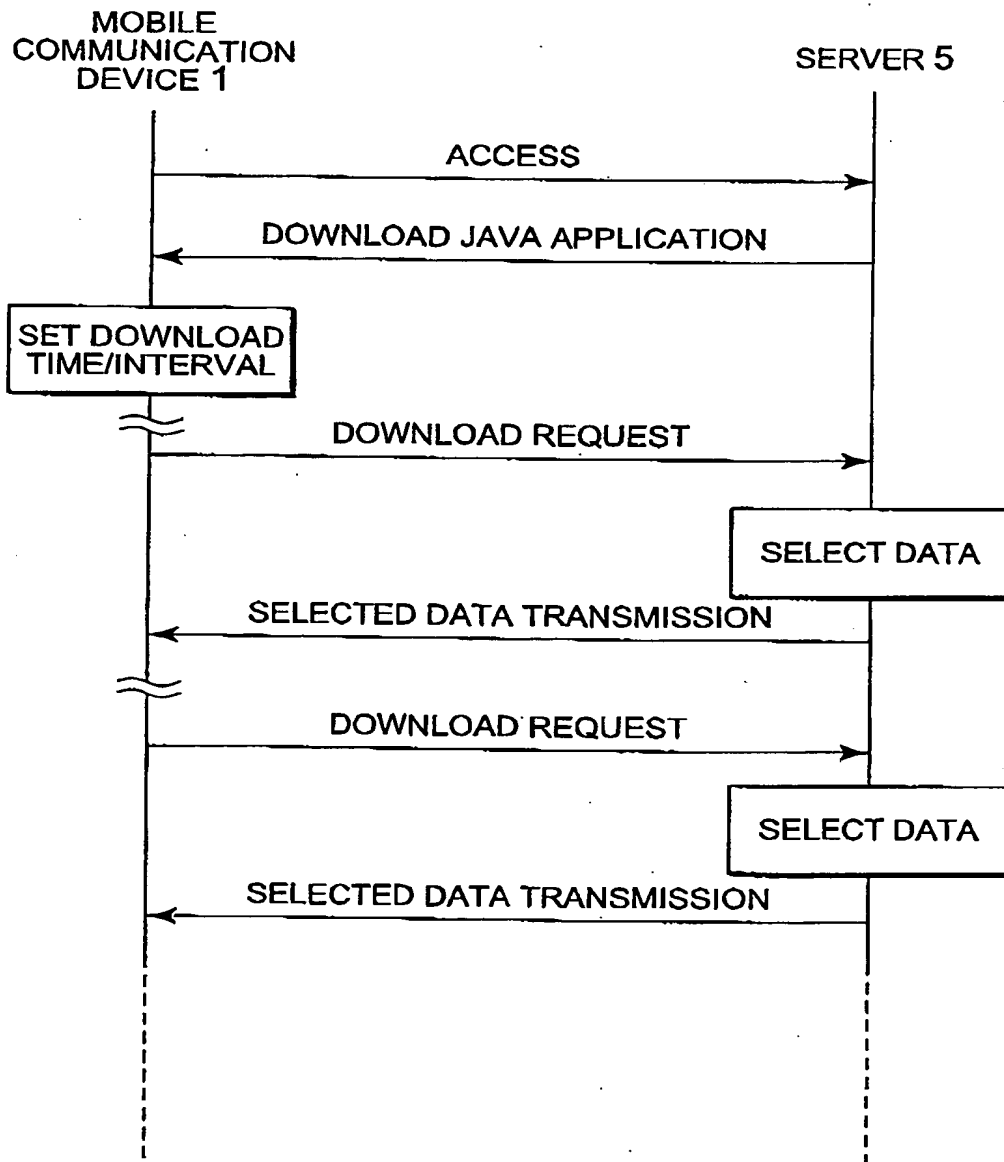 MOBILE
COMMUNICATION
DEVICE 1
SERVER 5
ACCESS
DOWNLOAD JAVA APPLICATION
SET DOWNLOAD
TIME/INTERVAL
DOWNLOAD REQUEST
SELECT DATA
SELECTED DATA TRANSMISSION
DOWNLOAD REQUEST
SELECT DATA
SELECTED DATA TRANSMISSION